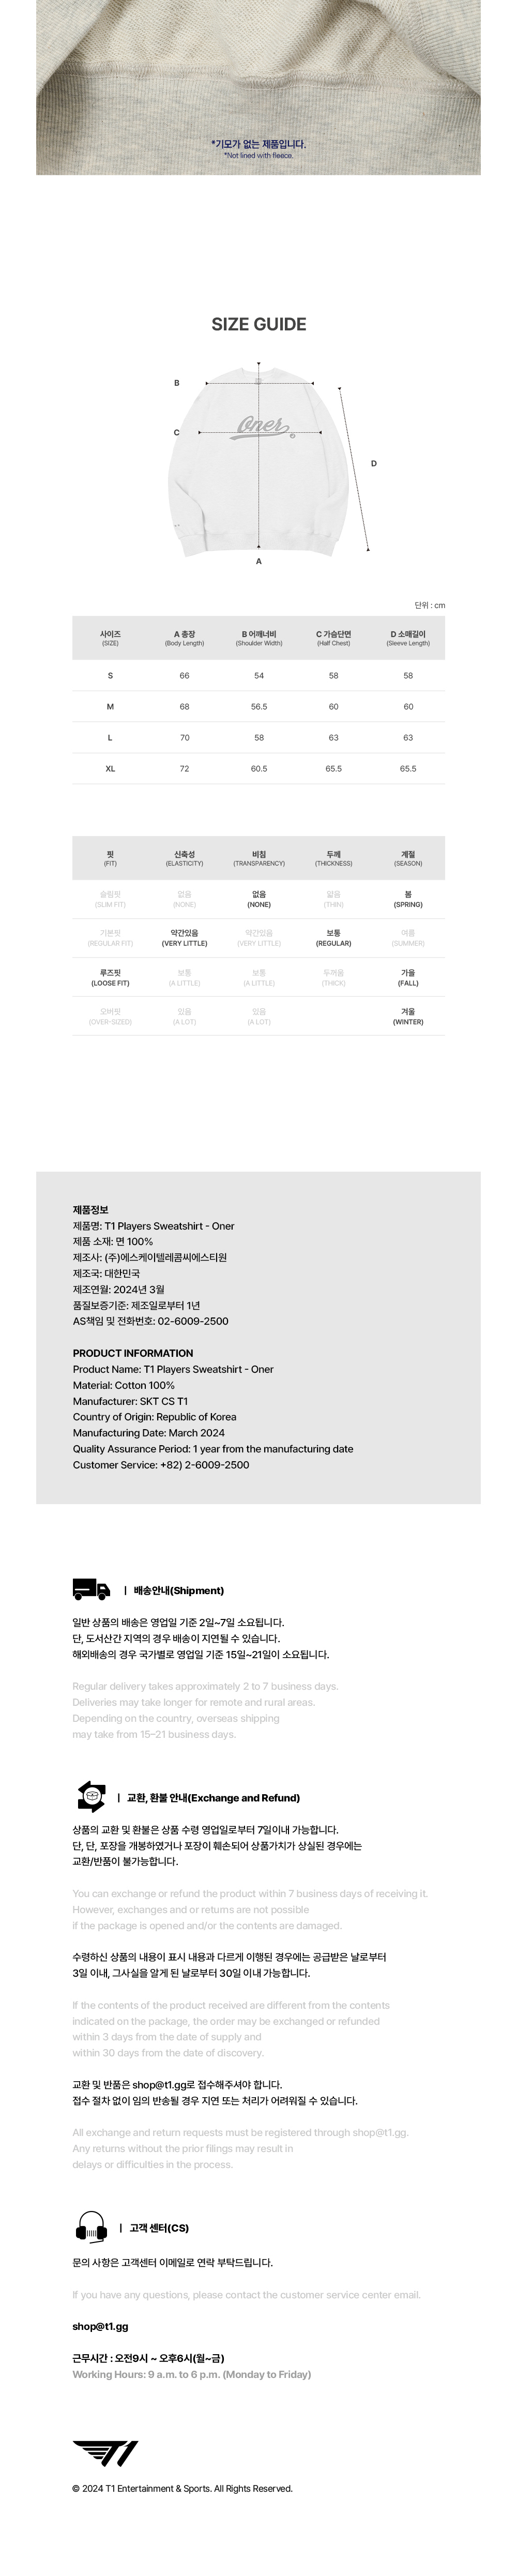 *기모가 없는 제품입니다.
*Not lined with fleece.
SIZE GUIDE
B
Oner
C
D
A
단위 : cm
사이즈 A 총장 B 어깨너비 C 가슴단면 D 소매길이
(SIZE) (Body Length) (Shoulder Width) (Half Chest) (Sleeve Length)
S 66 54 58 58
M 68 56.5 60 60
L 70 58 63 63
XL 72 60.5 65.5 65.5
핏 신축성 비침 두께 계절
(FIT) (ELASTICITY) (TRANSPARENCY) (THICKNESS) (SEASON)
슬림핏 없음 없음 얇음 봄
(SLIM FIT) (NONE) (NONE) (THIN) (SPRING)
기본핏 약간있음 약간있음 보통 여름
(REGULAR FIT) (VERY LITTLE) (VERY LITTLE) (REGULAR) (SUMMER)
루즈핏 보통 보통 두꺼움 가을
(LOOSE FIT) (A LITTLE) (A LITTLE) (THICK) (FALL)
오버핏 있음 있음 겨울
(OVER-SIZED) (A LOT) (A LOT) (WINTER)
제품정보
제품명: T1 Players Sweatshirt - Oner
제품 소재: 면 100%
제조사: (주)에스케이텔레콤씨에스티원
제조국: 대한민국
제조연월: 2024년 3월
품질보증기준: 제조일로부터 1년
AS책임 및 전화번호: 02-6009-2500
PRODUCT INFORMATION
Product Name: T1 Players Sweatshirt - Oner
Material: Cotton 100%
Manufacturer: SKT CS T1
Country of Origin: Republic of Korea
Manufacturing Date: March 2024
Quality Assurance Period: 1 year from the manufacturing date
Customer Service: +82) 2-6009-2500
| 배송안내(Shipment)
일반 상품의 배송은 영업일 기준 2일~7일 소요됩니다.
단, 도서산간 지역의 경우 배송이 지연될 수 있습니다.
해외배송의 경우 국가별로 영업일 기준 15일~21일이 소요됩니다.
Regular delivery takes approximately 2 to 7 business days.
Deliveries may take longer for remote and rural areas.
Depending on the country, overseas shipping
may take from 15-21 business days.
| 교환, 환불 안내(Exchange and Refund)
상품의 교환 및 환불은 상품 수령 영업일로부터 7일이내 가능합니다.
단, 단, 포장을 개봉하였거나 포장이 훼손되어 상품가치가 상실된 경우에는
교환/반품이 불가능합니다.
You can exchange or refund the product within 7 business days of receiving it.
However, exchanges and or returns are not possible
if the package is opened and/or the contents are damaged.
수령하신 상품의 내용이 표시 내용과 다르게 이행된 경우에는 공급받은 날로부터
3일 이내, 그사실을 알게 된 날로부터 30일 이내 가능합니다.
If the contents of the product received are different from the contents
indicated on the package, the order may be exchanged or refunded
within 3 days from the date of supply and
within 30 days from the date of discovery.
교환 및 반품은 shop@t1.gg로 접수해주셔야 합니다.
접수 절차 없이 임의 반송될 경우 지연 또는 처리가 어려워질 수 있습니다.
All exchange and return requests must be registered through shop@t1.gg.
Any returns without the prior filings may result in
delays or difficulties in the process.
| 고객 센터(CS)
문의 사항은 고객센터 이메일로 연락 부탁드립니다.
If you have any questions, please contact the customer service center email.
shop@t1.gg
근무시간 : 오전9시 ~ 오후6시(월~금)
Working Hours: 9 a.m. to 6 p.m. (Monday to Friday)
T1
© 2024 T1 Entertainment & Sports. All Rights Reserved.